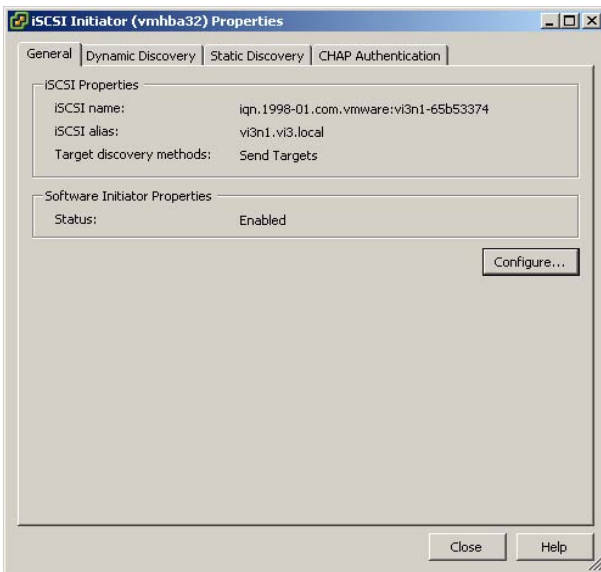 iSCSI Initiator (vmhba32) Properties
General Dynamic Discovery Static Discovery CHAP Authentication
iSCSI Properties
iSCSI name: iqn.1998-01.com.vmware:vi3n1-65b53374
iSCSI alias: vi3n1.vi3.local
Target discovery methods: Send Targets
Software Initiator Properties
Status: Enabled
Configure...
Close Help